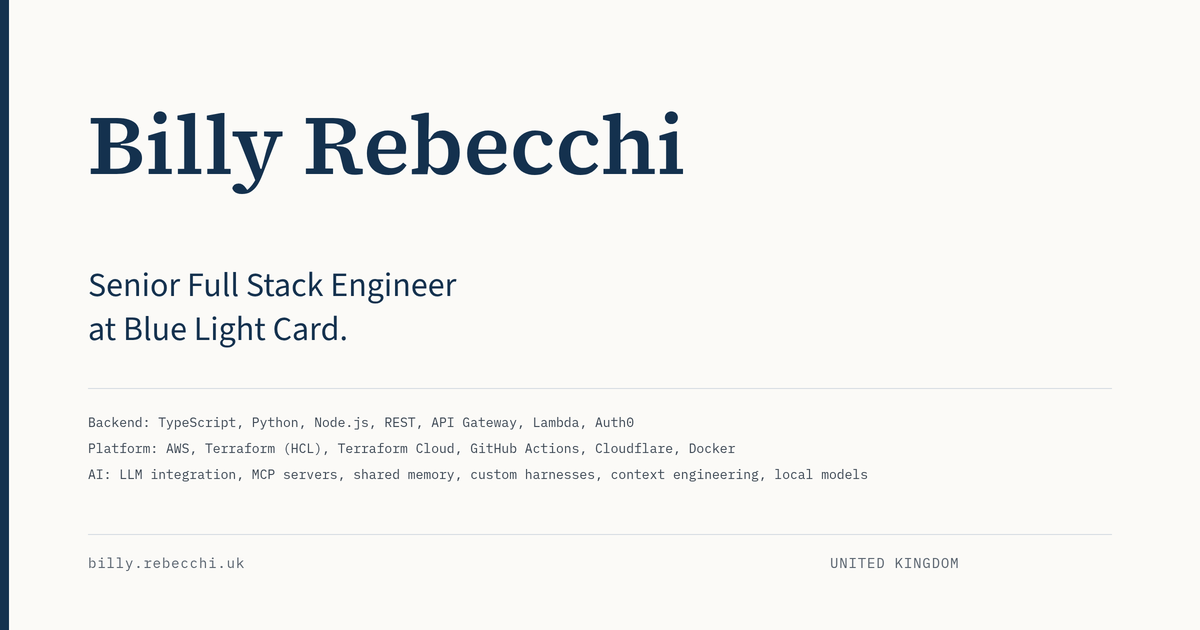 Billy Rebecchi
Senior Full Stack Engineer
at Blue Light Card.
Backend: TypeScript, Python, Node.js, REST, API Gateway, Lambda, Auth0
Platform: AWS, Terraform (HCL), Terraform Cloud, GitHub Actions, Cloudflare, Docker
AI: LLM integration, MCP servers, shared memory, custom harnesses, context engineering, local models
billy.rebecchi.uk
UNITED KINGDOM